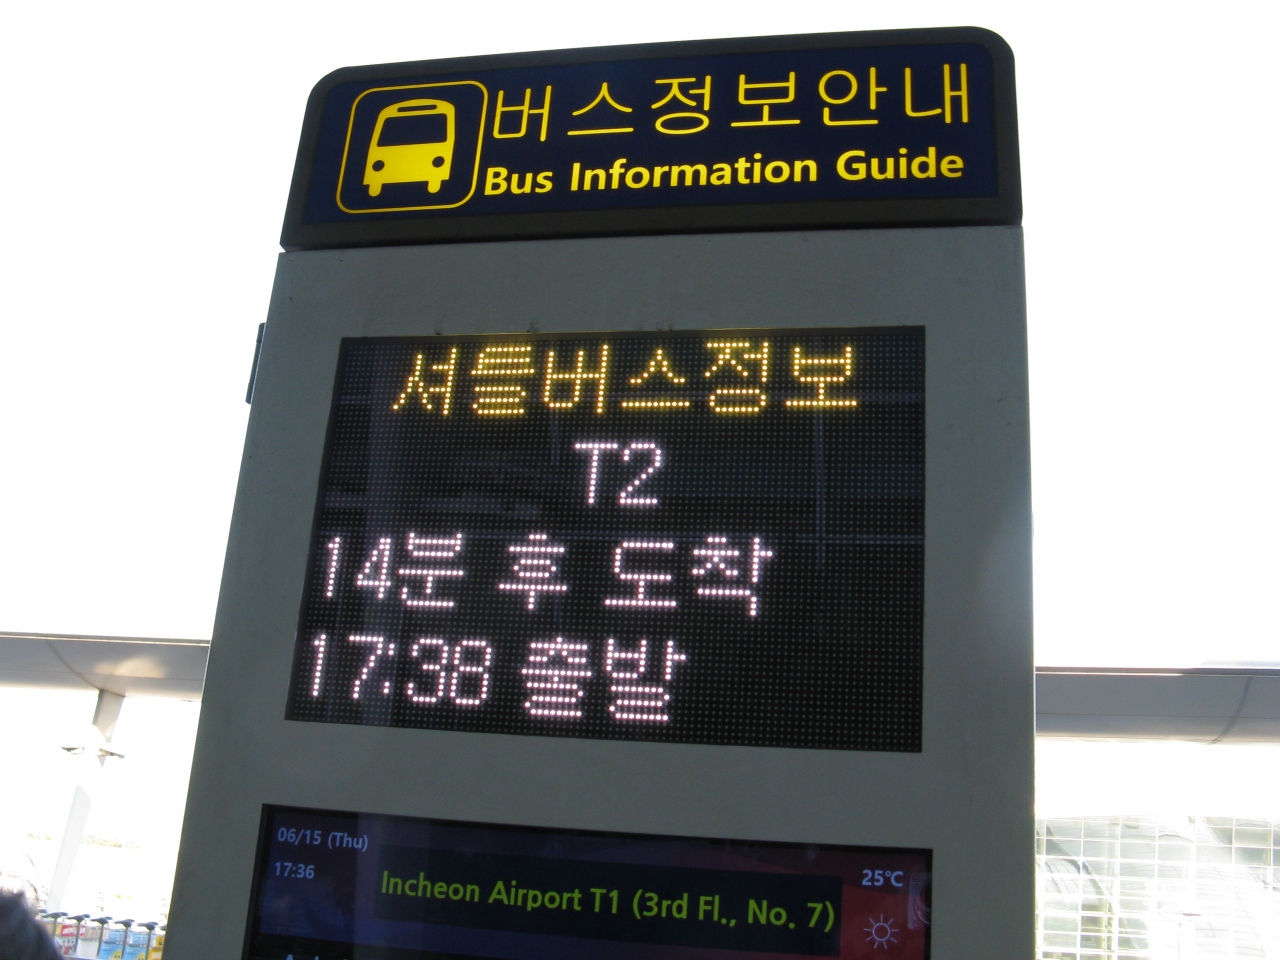 버스정보안내
Bus Information Guide
셔틀버스정보
T2
14분 후 도착
17:38 출발
06/15 (Thu)
17:36
Incheon Airport T1 (3rd Fl., No. 7)
25℃